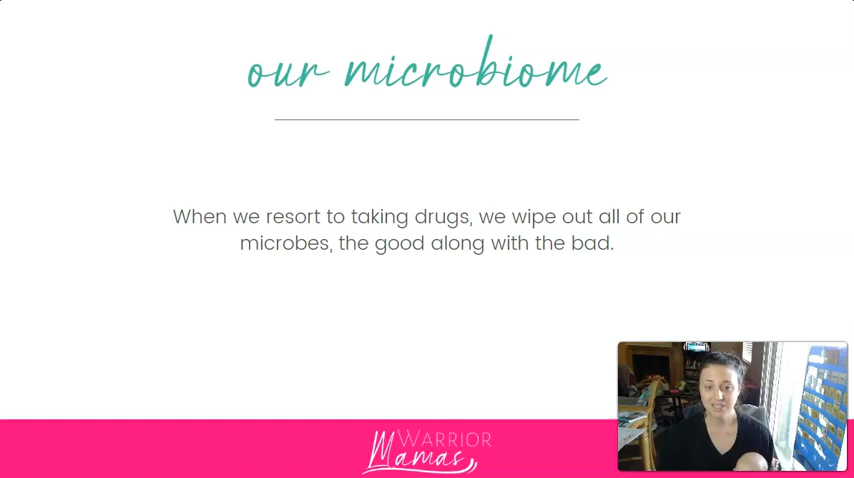 our microbiome
When we resort to taking drugs, we wipe out all of our
microbes, the good along with the bad.
WARRIOR
Mamas